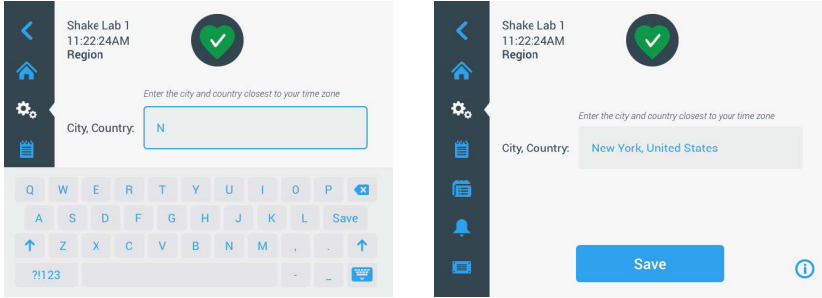 Shake Lab 1
11:22:24AM
Region
Enter the city and country closest to your time zone
City, Country: N
Q W E R T Y U I O P
A S D F G H J K L Save
Z X C V B N M , .
?!123 - _
Shake Lab 1
11:22:24AM
Region
Enter the city and country closest to your time zone
City, Country: New York, United States
Save